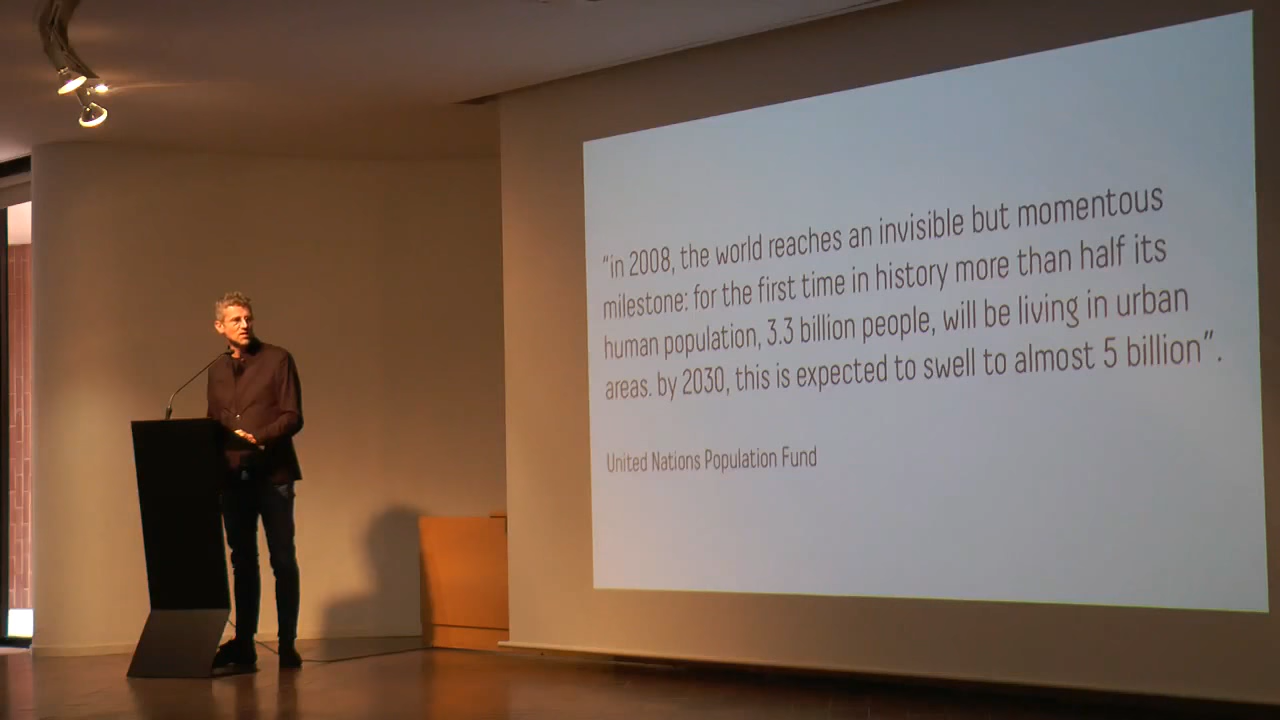 “in 2008, the world reaches an invisible but momentous
milestone: for the first time in history more than half its
human population, 3.3 billion people, will be living in urban
areas. by 2030, this is expected to swell to almost 5 billion”.
United Nations Population Fund